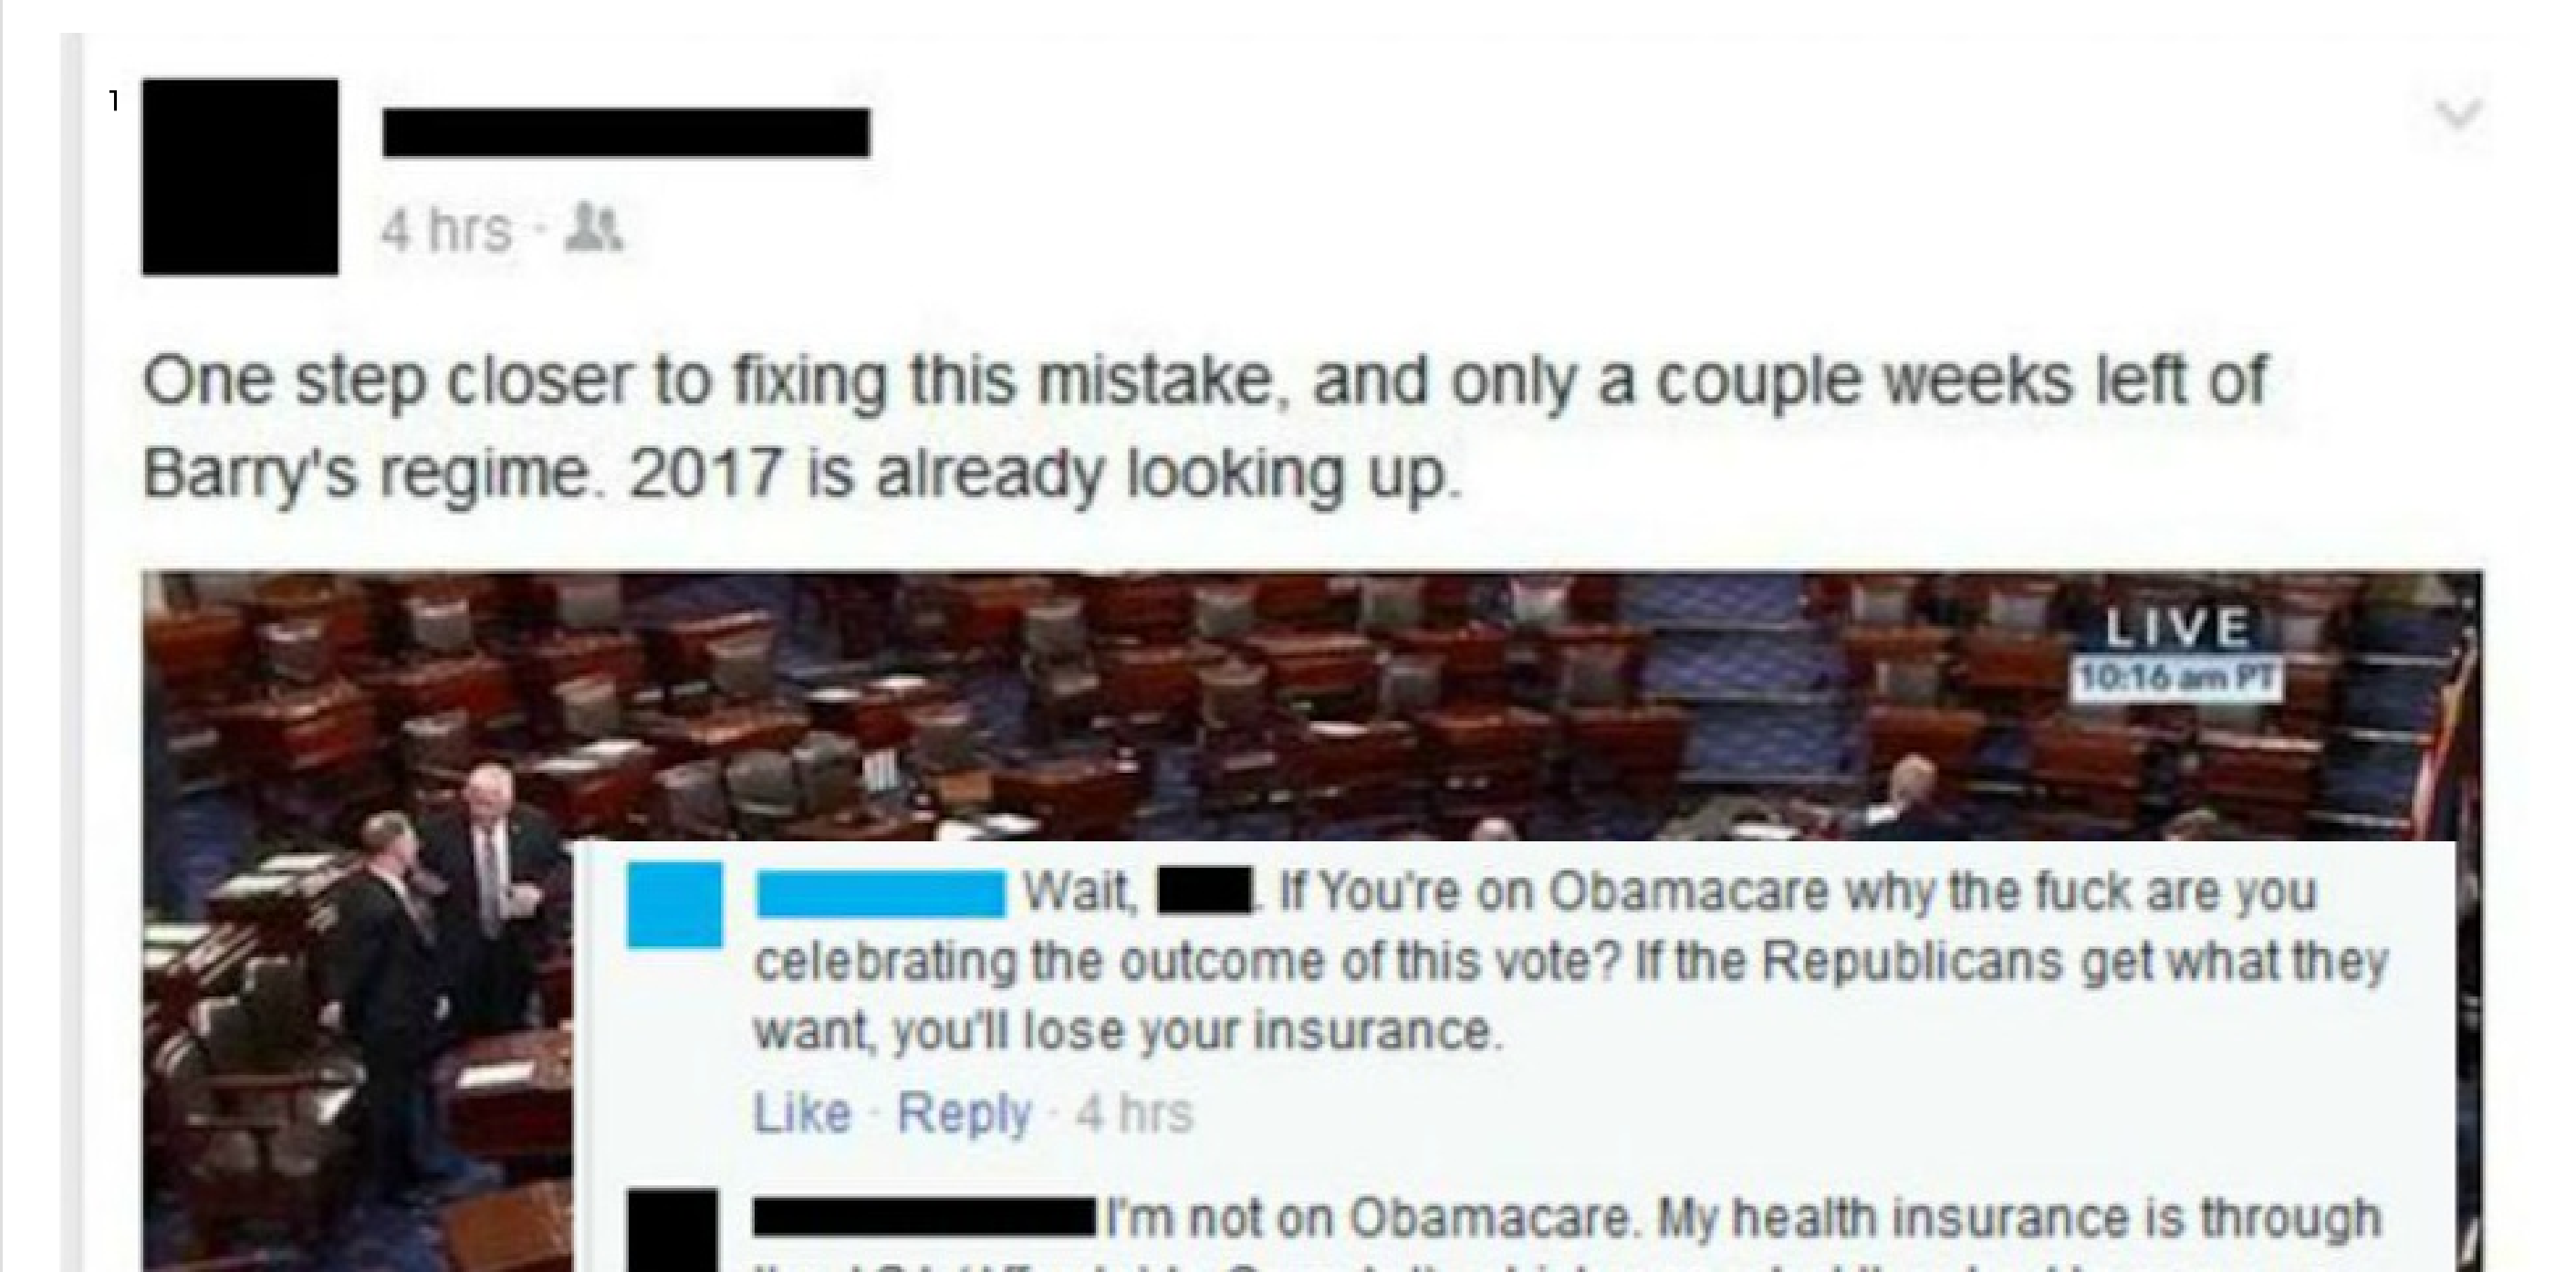 1
4 hrs ·
One step closer to fixing this mistake, and only a couple weeks left of
Barry's regime. 2017 is already looking up.
LIVE
10:16 am PT
Wait, . If You're on Obamacare why the fuck are you
celebrating the outcome of this vote? If the Republicans get what they
want, you'll lose your insurance.
Like · Reply · 4 hrs
I'm not on Obamacare. My health insurance is through